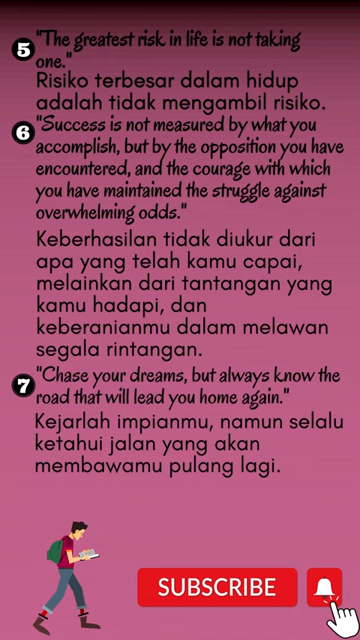 5 "The greatest risk in life is not taking
one."
Risiko terbesar dalam hidup
adalah tidak mengambil risiko.
6 "Success is not measured by what you
accomplish, but by the opposition you have
encountered, and the courage with which
you have maintained the struggle against
overwhelming odds."
Keberhasilan tidak diukur dari
apa yang telah kamu capai,
melainkan dari tantangan yang
kamu hadapi, dan
keberanianmu dalam melawan
segala rintangan.
7 "Chase your dreams, but always know the
road that will lead you home again."
Kejarlah impianmu, namun selalu
ketahui jalan yang akan
membawamu pulang lagi.
SUBSCRIBE